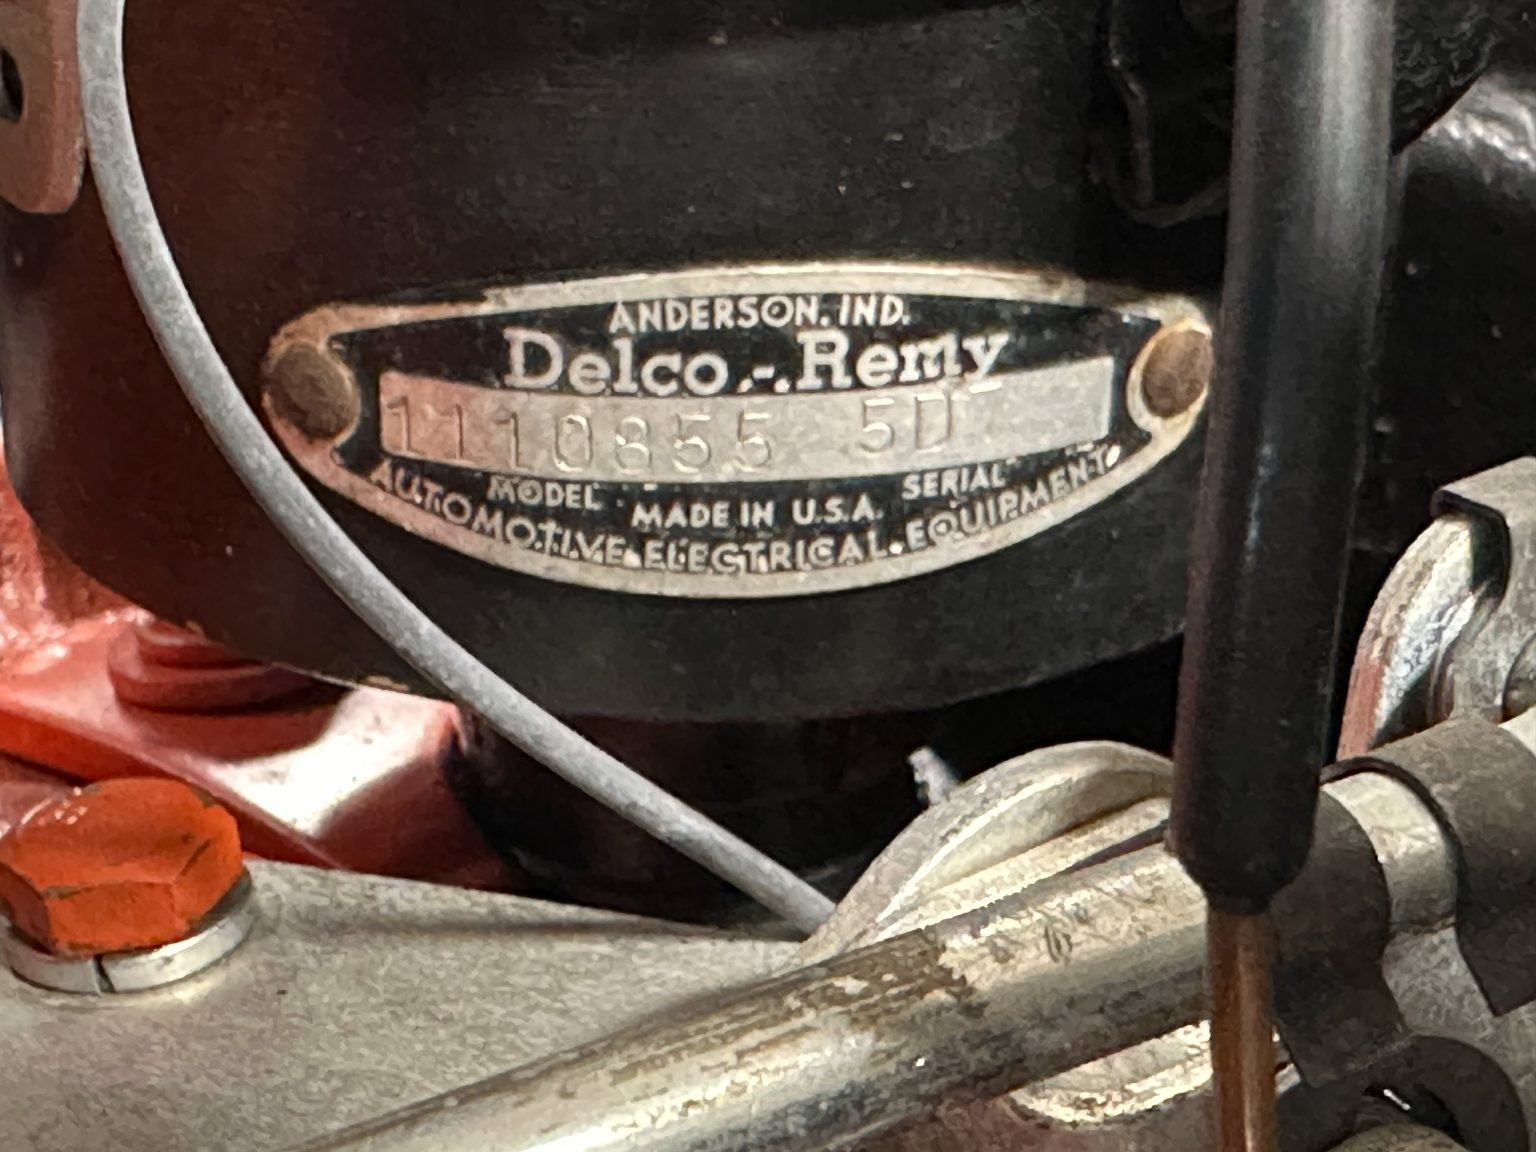 ANDERSON, IND.
Delco-Remy
1110855 5D
MODEL SERIAL
MADE IN U.S.A.
AUTOMOTIVE ELECTRICAL EQUIPMENT